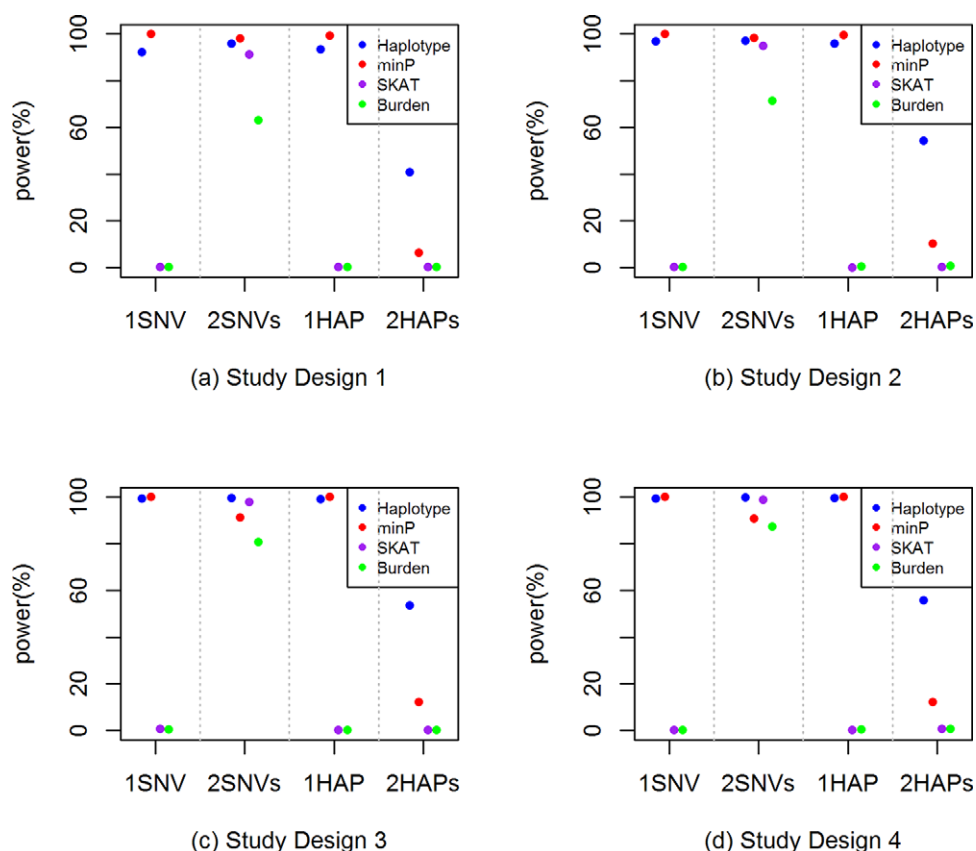 power(%)
100
60
20
0
Haplotype
minP
SKAT
Burden
1SNV 2SNVs 1HAP 2HAPs
(a) Study Design 1
power(%)
100
60
20
0
Haplotype
minP
SKAT
Burden
1SNV 2SNVs 1HAP 2HAPs
(b) Study Design 2
power(%)
100
60
20
0
Haplotype
minP
SKAT
Burden
1SNV 2SNVs 1HAP 2HAPs
(c) Study Design 3
power(%)
100
60
20
0
Haplotype
minP
SKAT
Burden
1SNV 2SNVs 1HAP 2HAPs
(d) Study Design 4